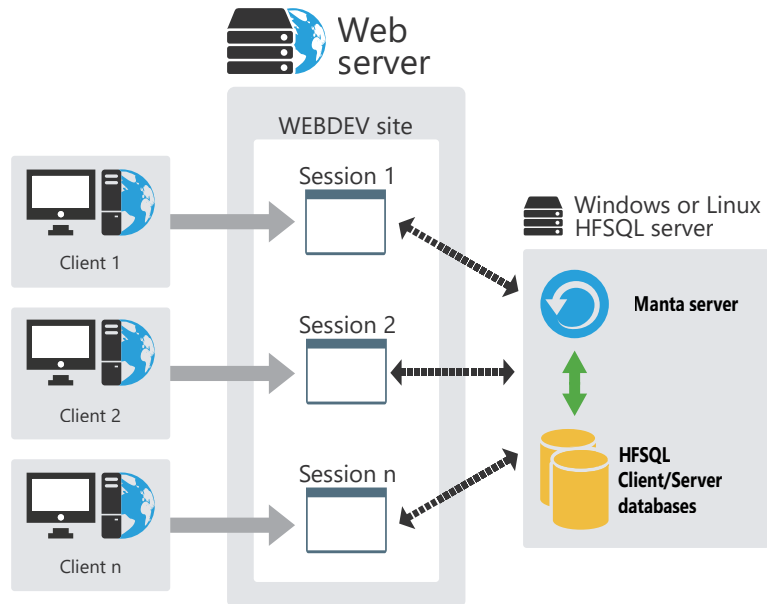 Web
server
WEBDEV site
Session 1
Client 1
Windows or Linux
HFSQL server
Manta server
Session 2
Client 2
HFSQL
Client/Server
databases
Session n
Client n